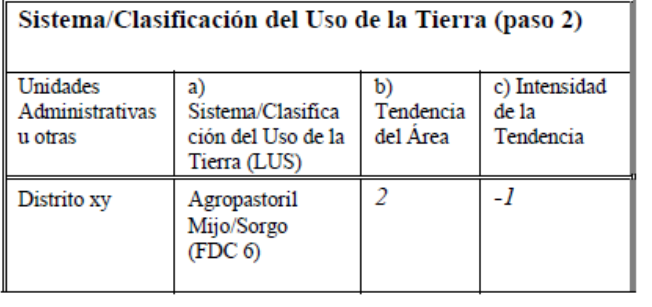 Sistema/Clasificación del Uso de la Tierra (paso 2)
Unidades
Administrativas
u otras
a)
Sistema/Clasifica
ción del Uso de la
Tierra (LUS)
b)
Tendencia
del Área
c) Intensidad
de la
Tendencia
Distrito xy
Agropastoril
Mijo/Sorgo
(FDC 6)
2
-1